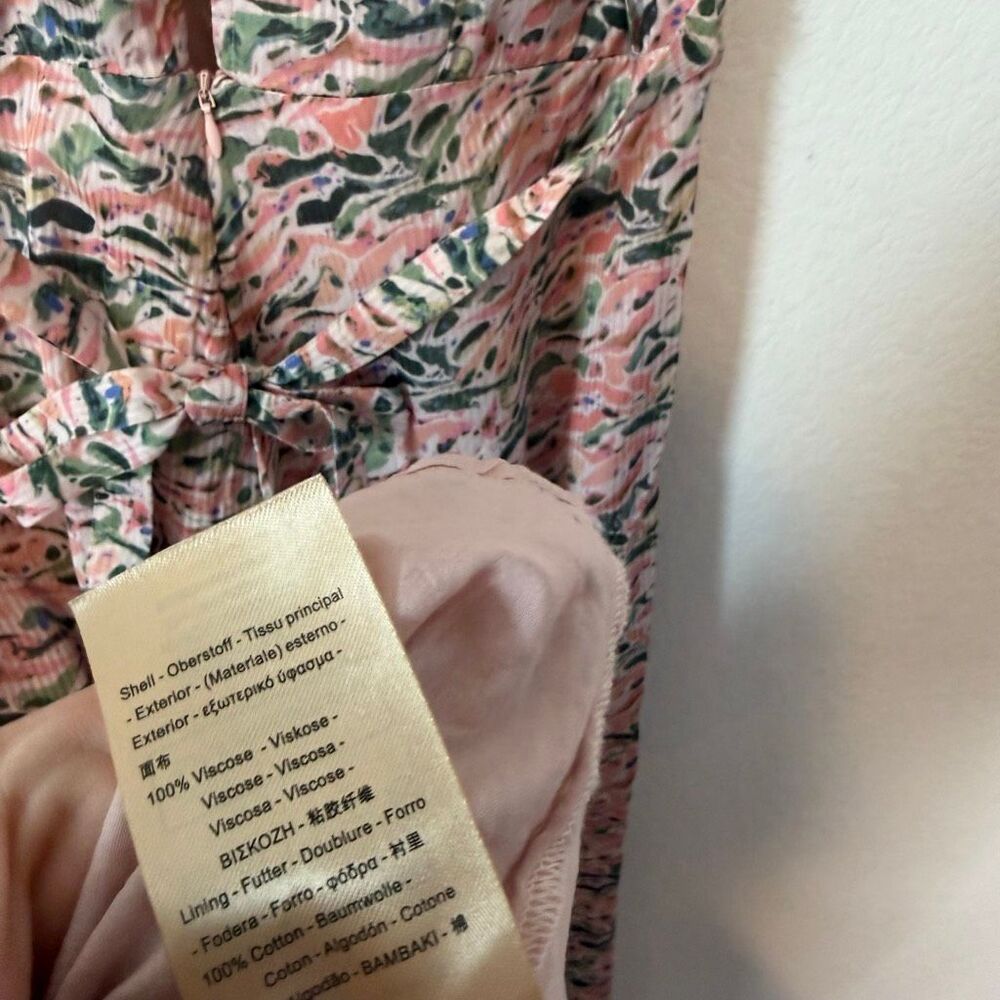 Shell - Oberstoff - Tissu principal
- Exterior - (Materiale) esterno -
Exterior - εξωτερικό ύφασμα -
面布
100% Viscose - Viskose -
Viscose - Viscosa -
Viscosa - Viscose -
ΒΙΣΚΟΖΗ - 粘胶纤维
Lining - Futter - Doublure - Forro
- Fodera - Forro - φόδρα - 衬里
100% Cotton - Baumwolle -
Coton - Algodón - Cotone
Algodão - ΒΑΜΒΑΚΙ - 棉